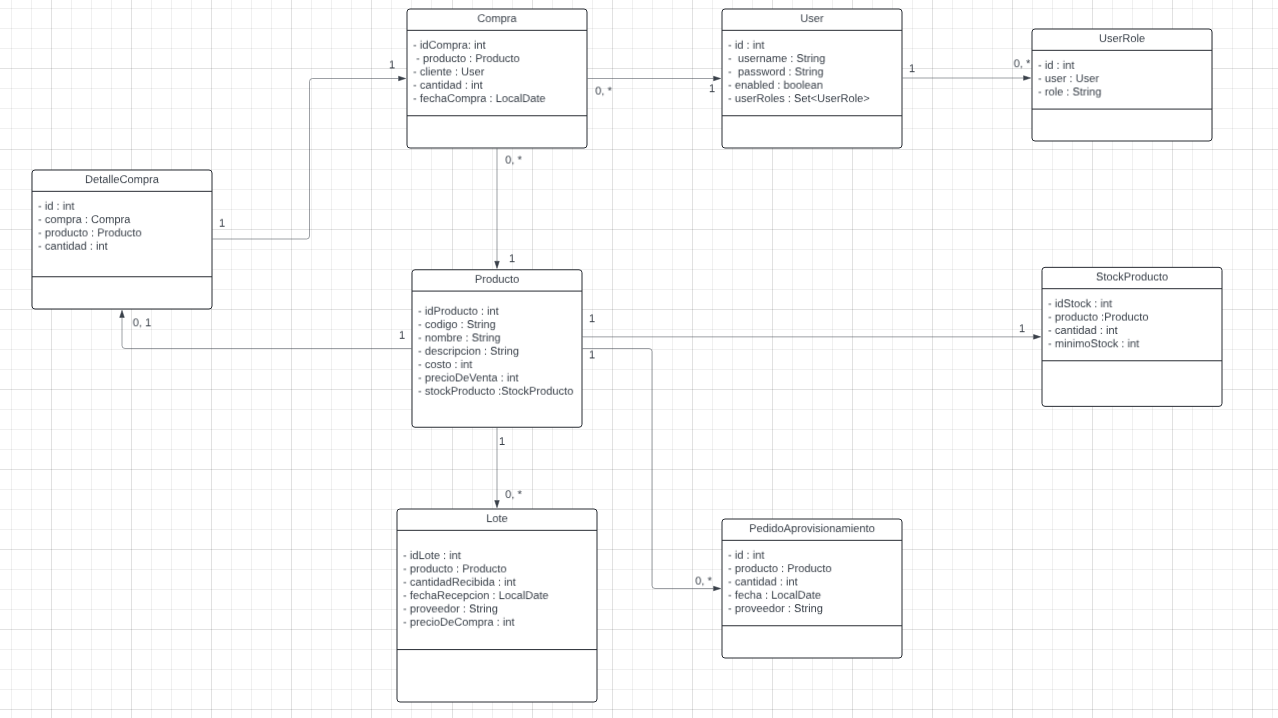 Compra
- idCompra: int
- producto : Producto
- cliente : User
- cantidad : int
- fechaCompra : LocalDate
User
- id : int
- username : String
- password : String
- enabled : boolean
- userRoles : Set<UserRole>
UserRole
- id : int
- user : User
- role : String
1
0, *
1
1
0, *
0, *
DetalleCompra
- id : int
- compra : Compra
- producto : Producto
- cantidad : int
1
1
Producto
- idProducto : int
- codigo : String
- nombre : String
- descripcion : String
- costo : int
- precioDeVenta : int
- stockProducto :StockProducto
StockProducto
- idStock : int
- producto :Producto
- cantidad : int
- minimoStock : int
0, 1
1
1
1
1
1
0, *
Lote
- idLote : int
- producto : Producto
- cantidadRecibida : int
- fechaRecepcion : LocalDate
- proveedor : String
- precioDeCompra : int
0, *
PedidoAprovisionamiento
- id : int
- producto : Producto
- cantidad : int
- fecha : LocalDate
- proveedor : String